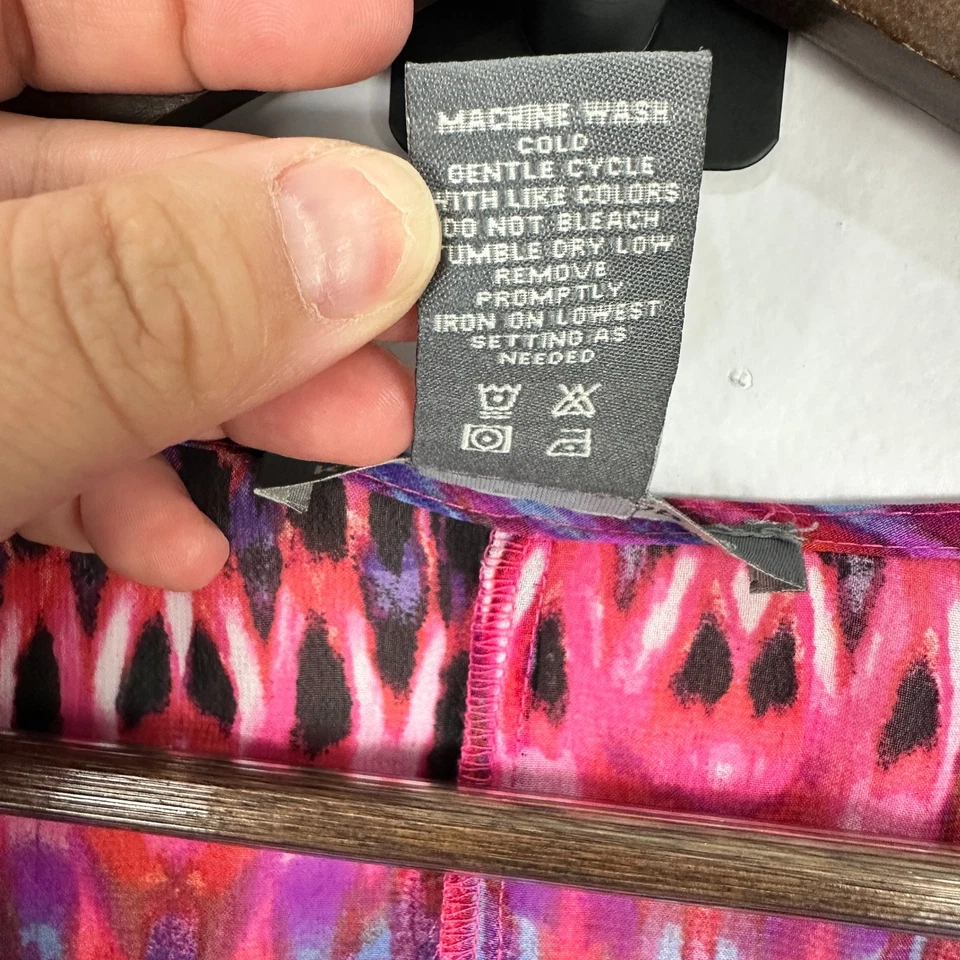 MACHINE WASH
COLD
GENTLE CYCLE
WITH LIKE COLORS
DO NOT BLEACH
UMBLE DRY LOW
REMOVE
PROMPTLY
IRON ON LOWEST
SETTING AS
NEEDED